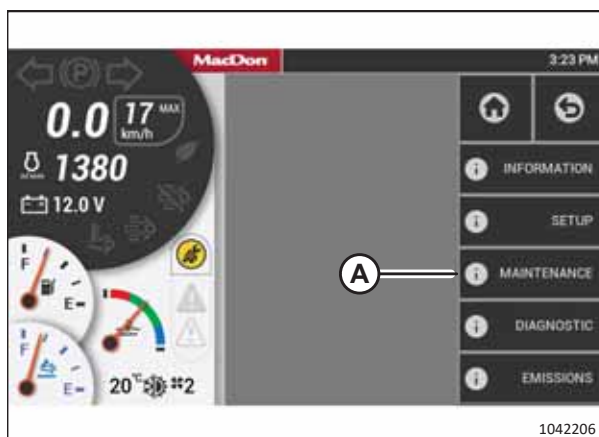 MacDon 3:23 PM
(P)
0.0 17 MAX
km/h
1380
12.0 V
INFORMATION
SETUP
A MAINTENANCE
DIAGNOSTIC
EMISSIONS
F
E
F
E
20°C 2
1042206